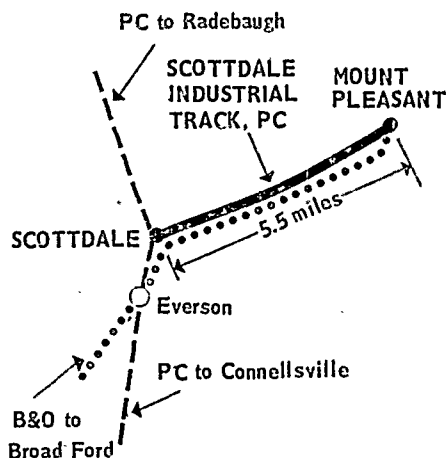 PC to Radebaugh
SCOTTDALE
INDUSTRIAL
TRACK, PC
MOUNT
PLEASANT
5.5 miles
SCOTTDALE
Everson
PC to Connellsville
B&O to
Broad Ford